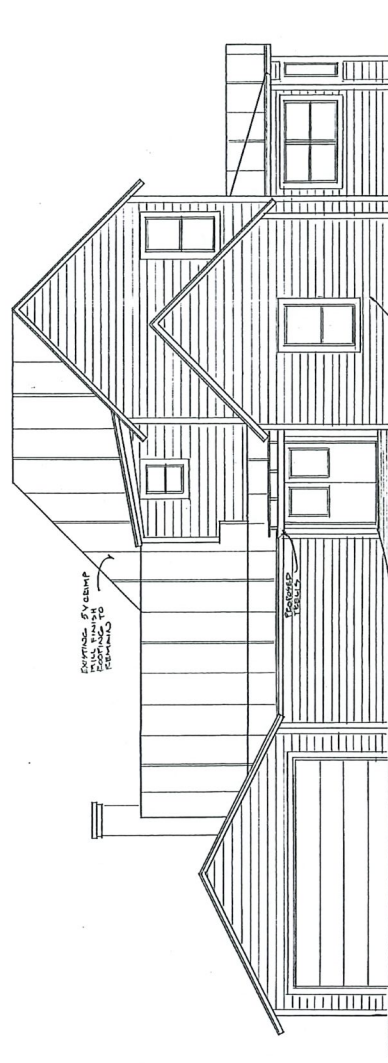 EXISTING 5V CRIMP
MILL FINISH
ROOFING TO
REMAIN
PROPOSED
TRELLIS